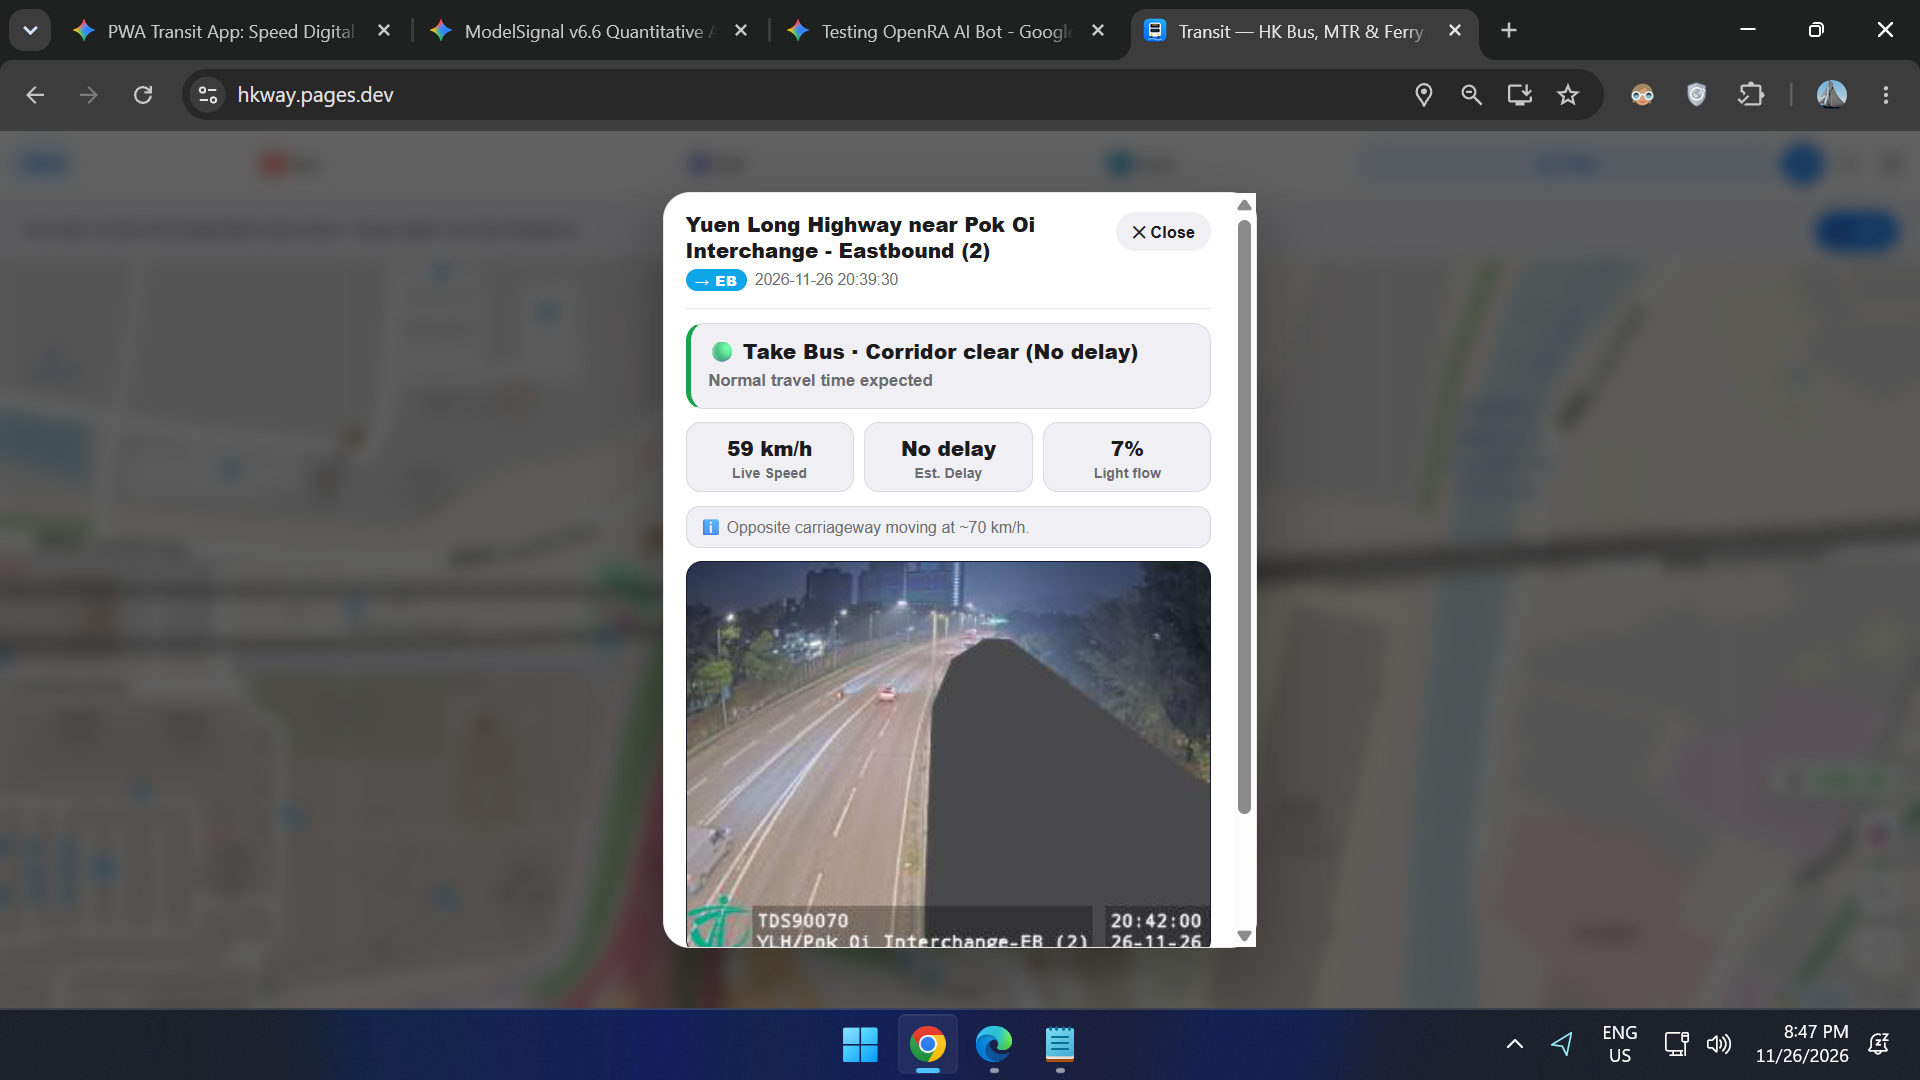 PWA Transit App: Speed Digital
ModelSignal v6.6 Quantitative A
Testing OpenRA AI Bot - Google
Transit — HK Bus, MTR & Ferry
hkway.pages.dev
Yuen Long Highway near Pok Oi
Interchange - Eastbound (2)
Close
→ EB 2026-11-26 20:39:30
Take Bus · Corridor clear (No delay)
Normal travel time expected
59 km/h
Live Speed
No delay
Est. Delay
7%
Light flow
Opposite carriageway moving at ~70 km/h.
TDS90070
YLH/Pok Oi Interchange-EB (2)
20:42:00
26-11-26
ENG
US
8:47 PM
11/26/2026